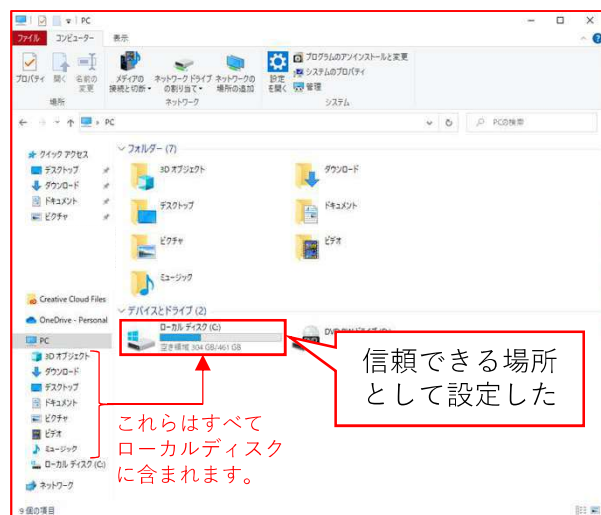 PC
ファイル コンピューター 表示
プロパティ 開く 名前の
変更
メディアの
接続と切断
ネットワーク ドライブ
の割り当て
ネットワークの
場所の追加
設定
を開く
プログラムのアンインストールと変更
システムのプロパティ
管理
場所 ネットワーク システム
PC
PCの検索
クイック アクセス
デスクトップ
ダウンロード
ドキュメント
ピクチャ
Creative Cloud Files
OneDrive - Personal
PC
3D オブジェクト
ダウンロード
デスクトップ
ドキュメント
ピクチャ
ビデオ
ミュージック
ローカル ディスク (C:)
ネットワーク
9 個の項目
フォルダー (7)
3D オブジェクト
ダウンロード
デスクトップ
ドキュメント
ピクチャ
ビデオ
ミュージック
デバイスとドライブ (2)
ローカル ディスク (C:)
空き領域 304 GB/461 GB
信頼できる場所
として設定した
これらはすべて
ローカルディスク
に含まれます。